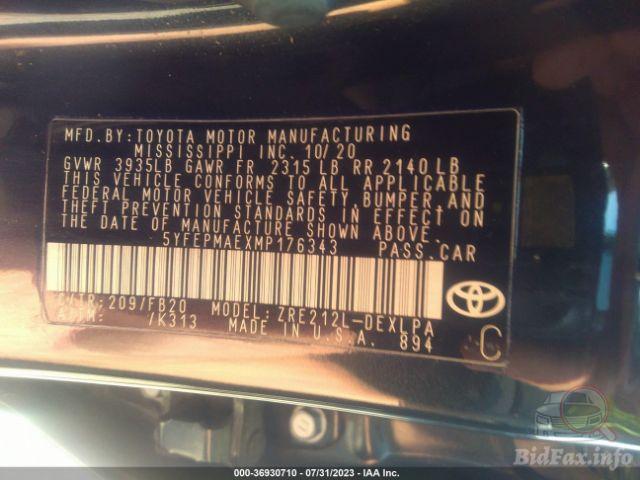 MFD. BY: TOYOTA MOTOR MANUFACTURING
MISSISSIPPI INC. 10/20
GVWR 3935LB GAWR FR 2315 LB RR 2140 LB
THIS VEHICLE CONFORMS TO ALL APPLICABLE
FEDERAL MOTOR VEHICLE SAFETY, BUMPER, AND
THEFT PREVENTION STANDARDS IN EFFECT ON
THE DATE OF MANUFACTURE SHOWN ABOVE.
5YFEPMAEXMP176343 PASS. CAR
C/TR: 209/FB20 MODEL: ZRE212L-DEXLPA
A/TM: /K313 MADE IN U.S.A. 894
C
BidFax.info
000-36930710 - 07/31/2023 - IAA Inc.